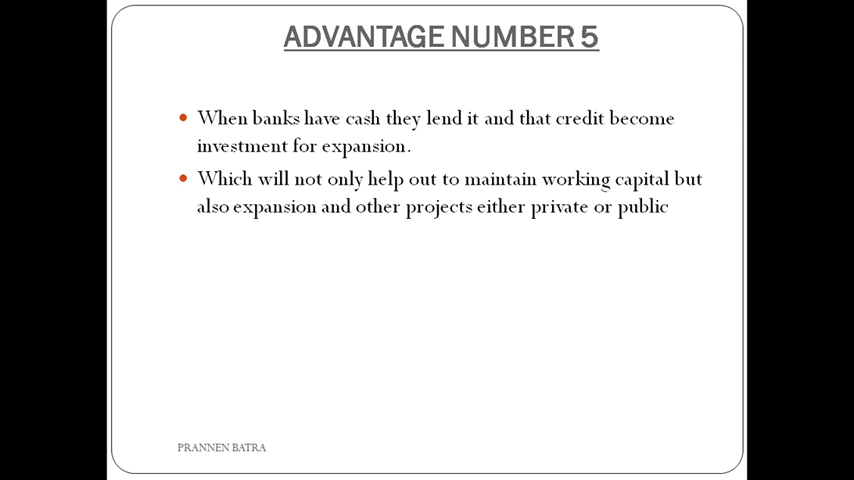 ADVANTAGE NUMBER 5
• When banks have cash they lend it and that credit become
investment for expansion.
• Which will not only help out to maintain working capital but
also expansion and other projects either private or public
PRANNEN BATRA